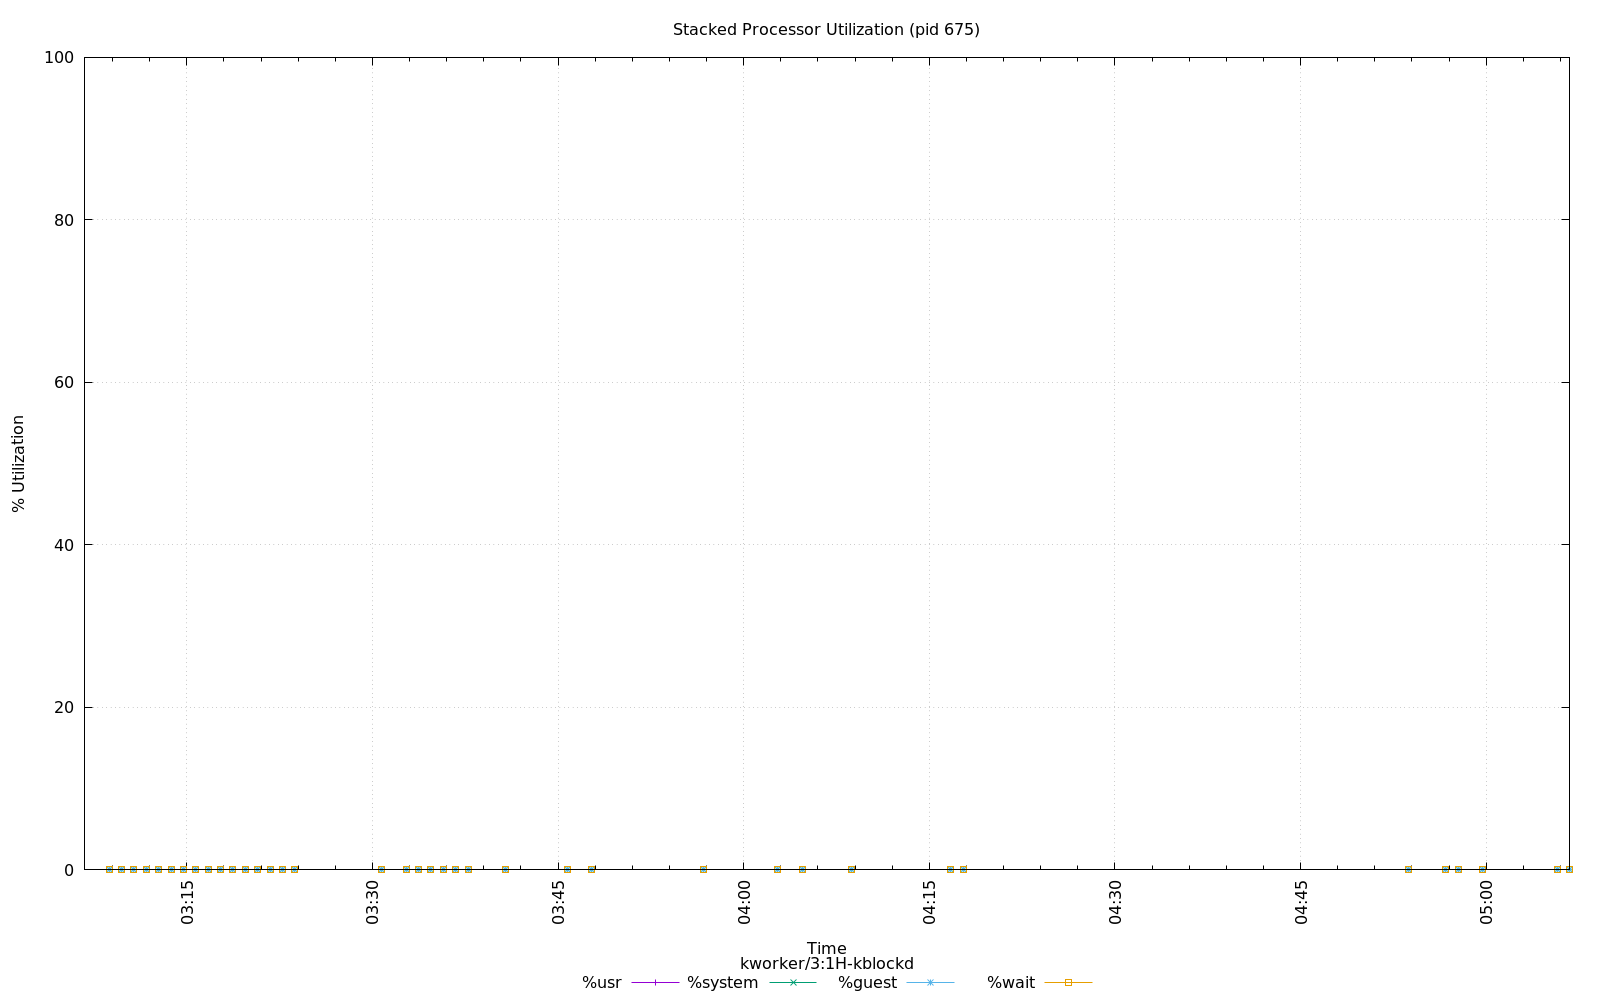 Stacked Processor Utilization (pid 675)
100
80
60
40
20
0
% Utilization
03:15
03:30
03:45
04:00
04:15
04:30
04:45
05:00
Time
kworker/3:1H-kblockd
%usr %system %guest %wait